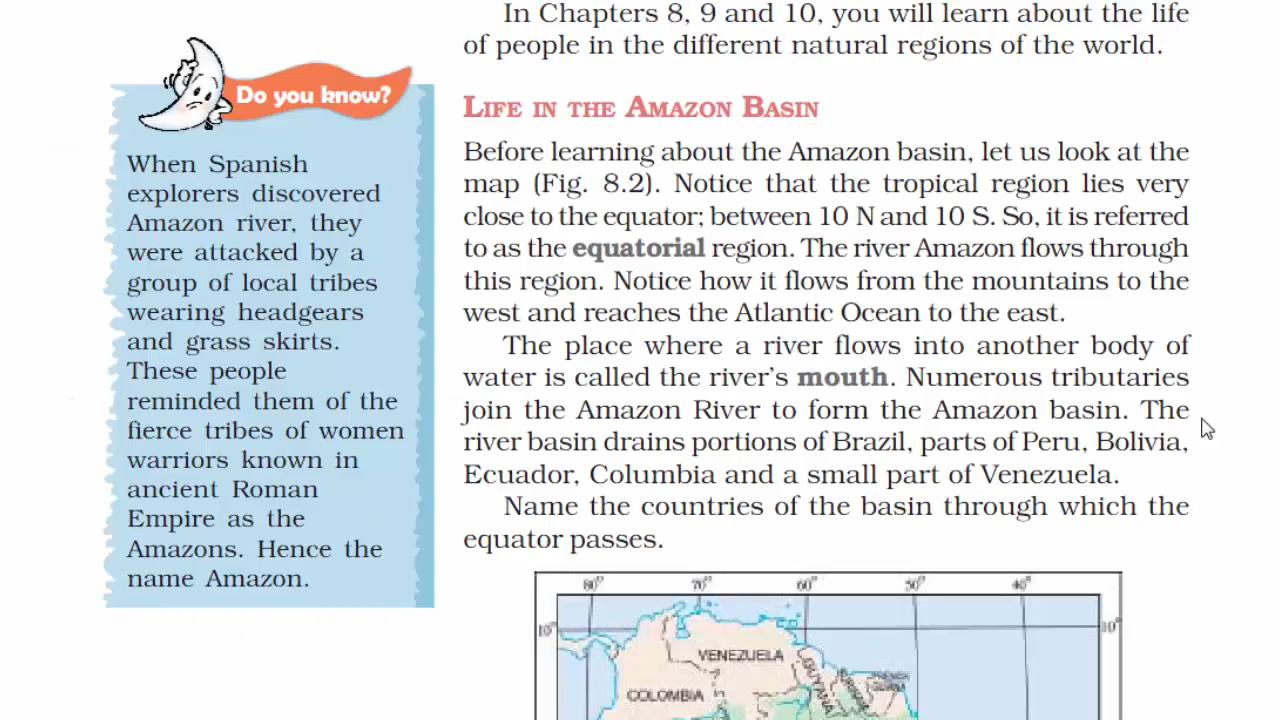 In Chapters 8, 9 and 10, you will learn about the life
of people in the different natural regions of the world.
Do you know?
When Spanish
explorers discovered
Amazon river, they
were attacked by a
group of local tribes
wearing headgears
and grass skirts.
These people
reminded them of the
fierce tribes of women
warriors known in
ancient Roman
Empire as the
Amazons. Hence the
name Amazon.
LIFE IN THE AMAZON BASIN
Before learning about the Amazon basin, let us look at the
map (Fig. 8.2). Notice that the tropical region lies very
close to the equator; between 10 N and 10 S. So, it is referred
to as the equatorial region. The river Amazon flows through
this region. Notice how it flows from the mountains to the
west and reaches the Atlantic Ocean to the east.
The place where a river flows into another body of
water is called the river's mouth. Numerous tributaries
join the Amazon River to form the Amazon basin. The
river basin drains portions of Brazil, parts of Peru, Bolivia,
Ecuador, Columbia and a small part of Venezuela.
Name the countries of the basin through which the
equator passes.
80° 70° 60° 50° 40°
10° 10°
VENEZUELA
COLOMBIA
GUYANA